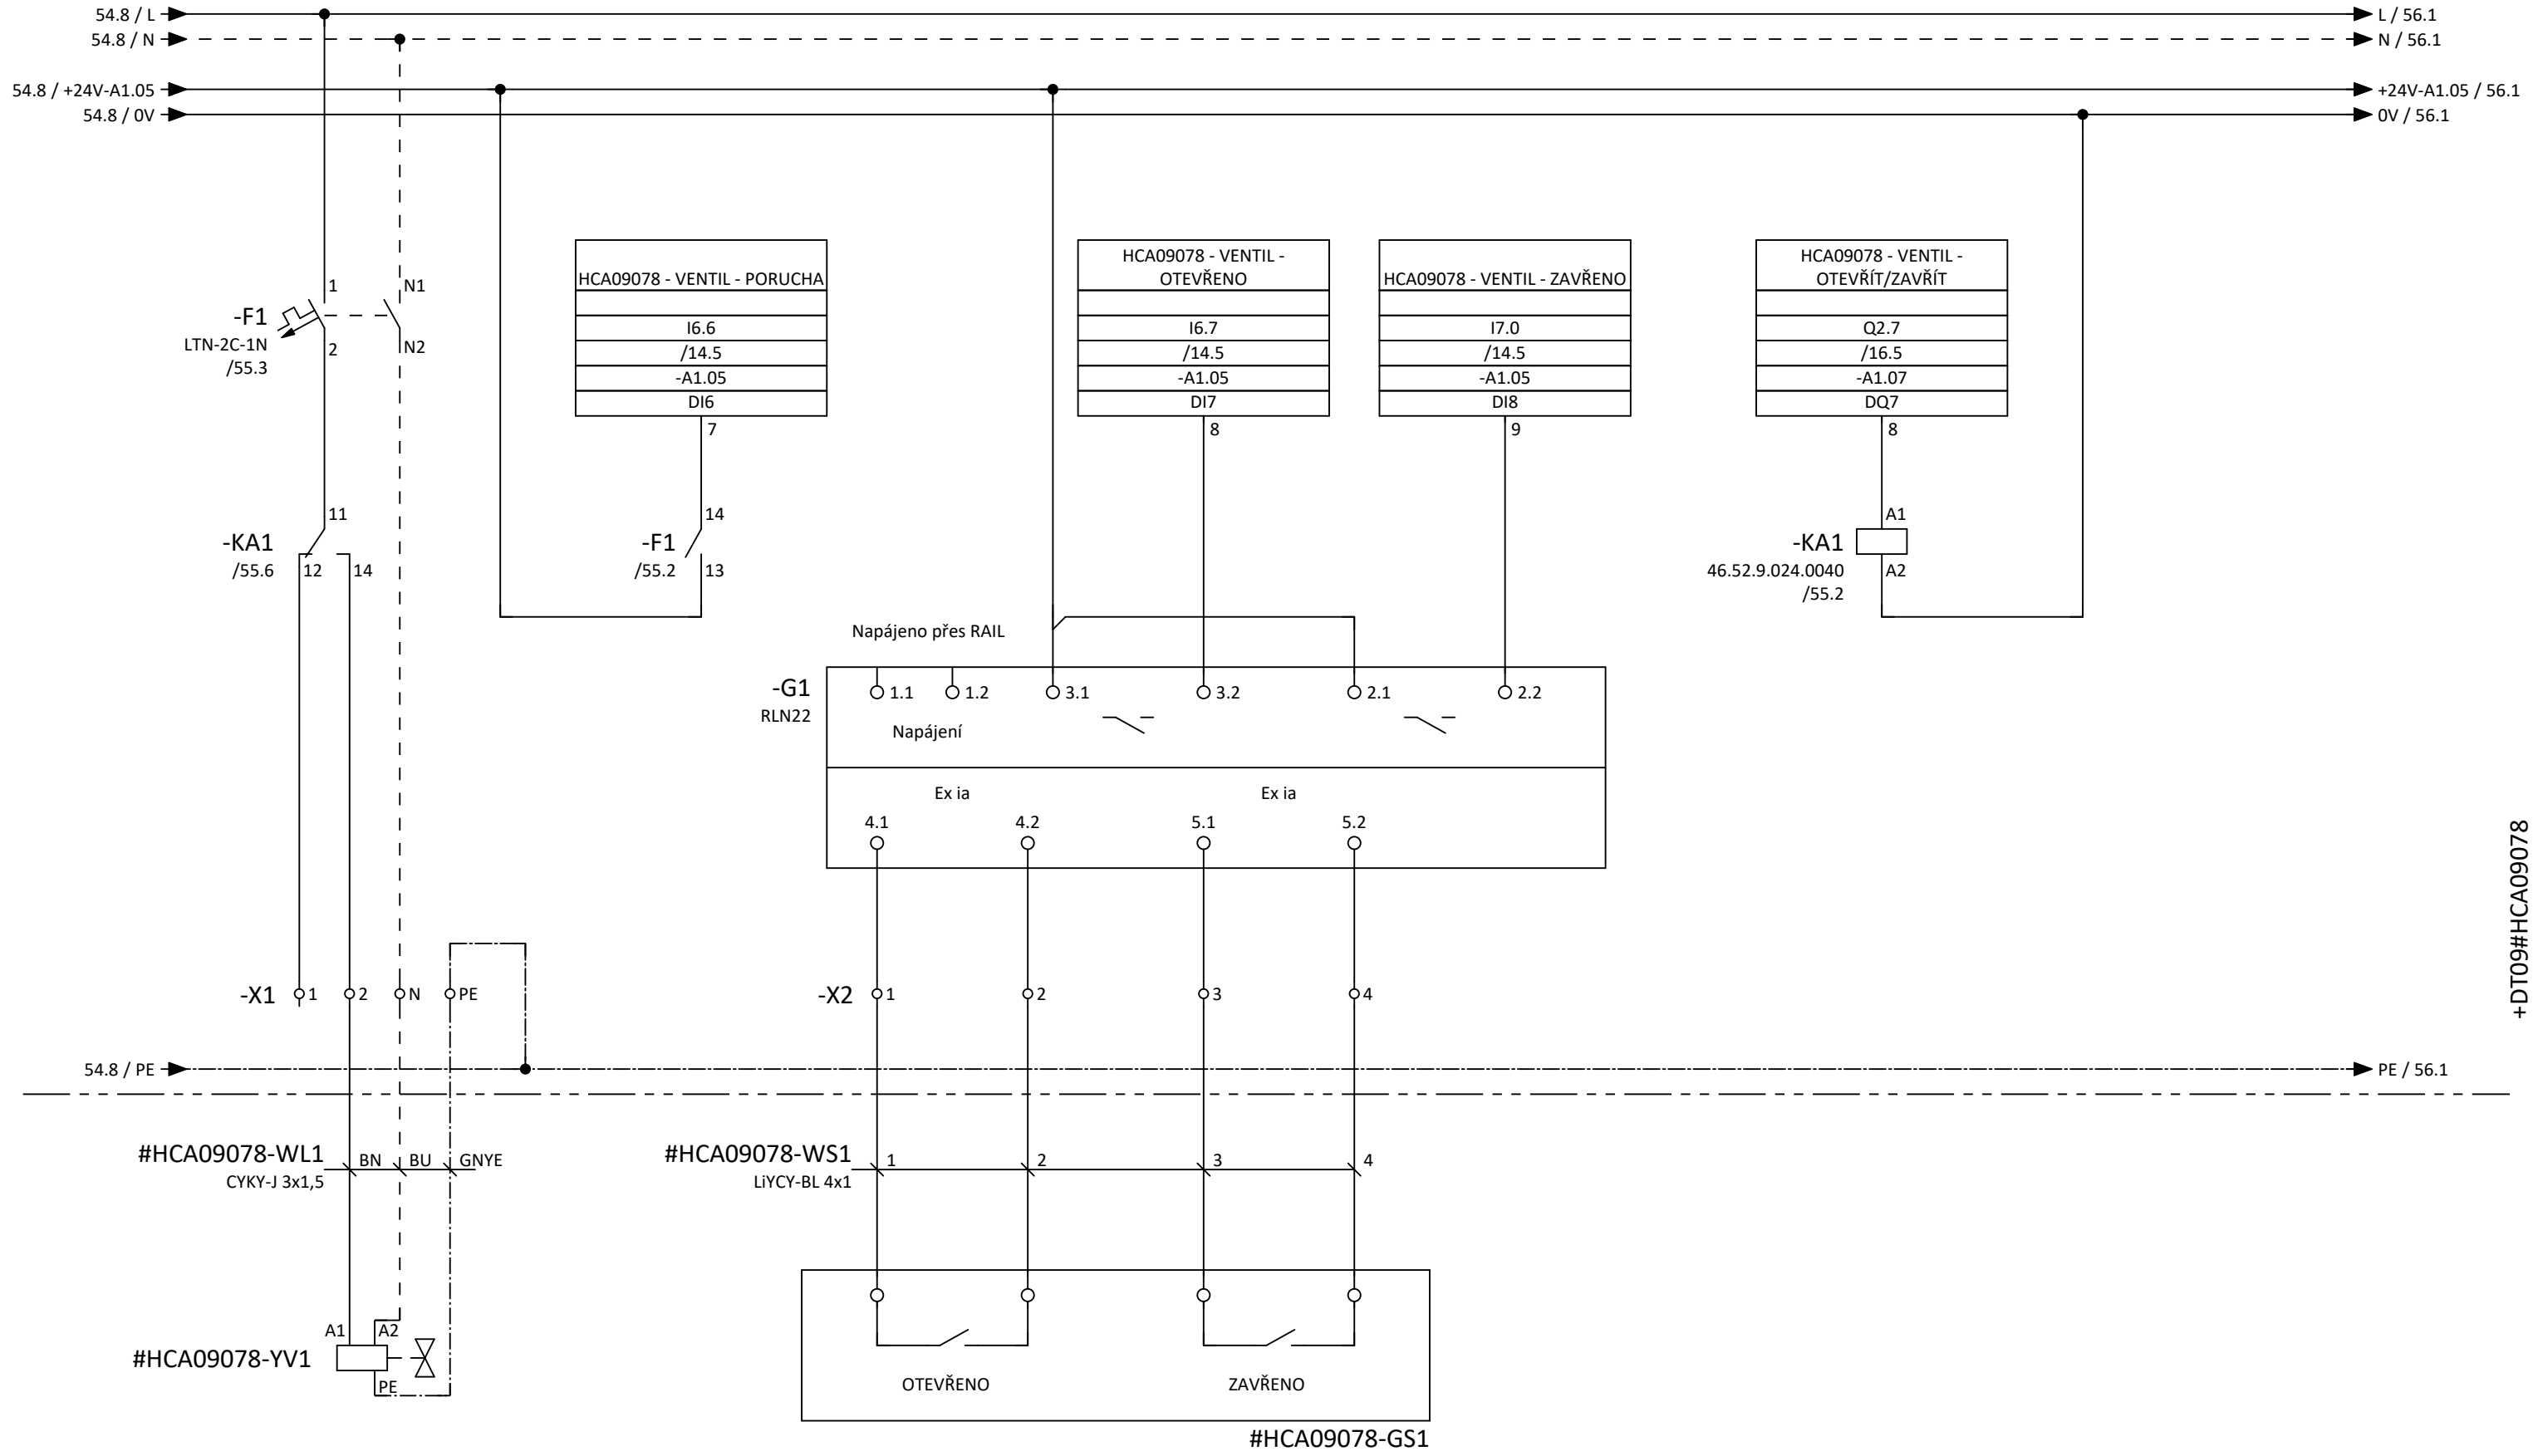 54.8 / L
L / 56.1
54.8 / N
N / 56.1
54.8 / +24V-A1.05
+24V-A1.05 / 56.1
54.8 / 0V
0V / 56.1
HCA09078 - VENTIL - PORUCHA
I6.6
/14.5
-A1.05
DI6
7
HCA09078 - VENTIL -
OTEVŘENO
I6.7
/14.5
-A1.05
DI7
8
HCA09078 - VENTIL - ZAVŘENO
I7.0
/14.5
-A1.05
DI8
9
HCA09078 - VENTIL -
OTEVŘÍT/ZAVŘÍT
Q2.7
/16.5
-A1.07
DQ7
8
1
N1
-F1
LTN-2C-1N
/55.3
2
N2
11
-KA1
/55.6
12
14
14
-F1
/55.2
13
A1
-KA1
46.52.9.024.0040
A2
/55.2
Napájeno přes RAIL
-G1
RLN22
1.1
1.2
3.1
3.2
2.1
2.2
Napájení
Ex ia
Ex ia
4.1
4.2
5.1
5.2
+DT09#HCA09078
-X1
1
2
N
PE
-X2
1
2
3
4
54.8 / PE
PE / 56.1
#HCA09078-WL1
CYKY-J 3x1,5
BN
BU
GNYE
#HCA09078-WS1
LiYCY-BL 4x1
1
2
3
4
A1
A2
#HCA09078-YV1
PE
OTEVŘENO
ZAVŘENO
#HCA09078-GS1